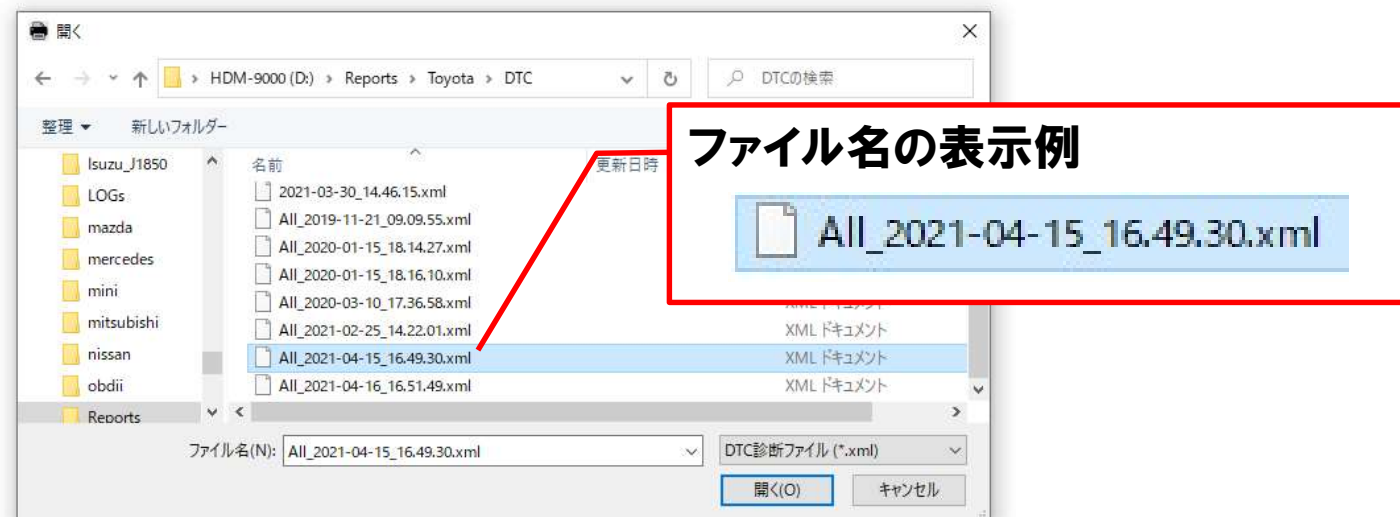 開く
HDM-9000 (D:) › Reports › Toyota › DTC
DTCの検索
整理 新しいフォルダー
ファイル名の表示例
All_2021-04-15_16.49.30.xml
名前 更新日時
Isuzu_J1850
LOGs
mazda
mercedes
mini
mitsubishi
nissan
obdii
Reports
2021-03-30_14.46.15.xml
All_2019-11-21_09.09.55.xml
All_2020-01-15_18.14.27.xml
All_2020-01-15_18.16.10.xml
All_2020-03-10_17.36.58.xml
All_2021-02-25_14.22.01.xml XML ドキュメント
All_2021-04-15_16.49.30.xml XML ドキュメント
All_2021-04-16_16.51.49.xml XML ドキュメント
ファイル名(N): All_2021-04-15_16.49.30.xml DTC診断ファイル (*.xml)
開く(O) キャンセル